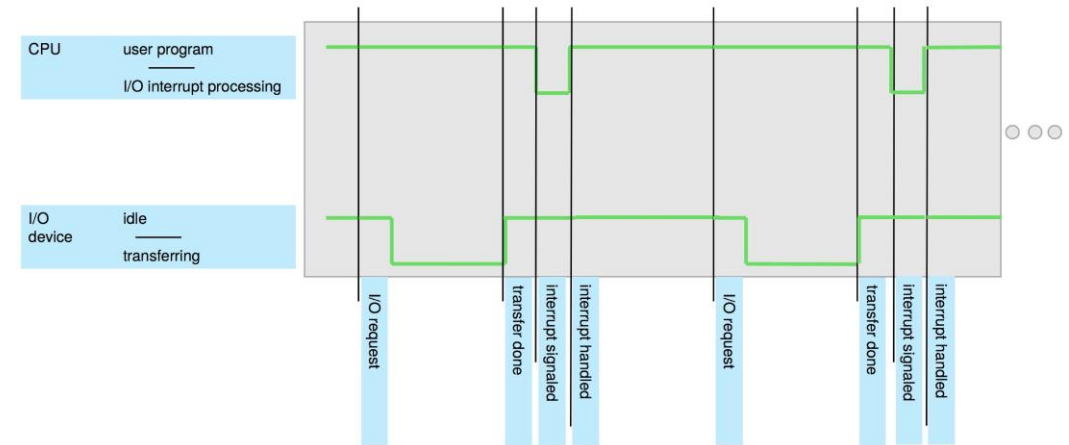 CPU
user program
I/O interrupt processing
I/O
device
idle
transferring
I/O request
transfer done
interrupt signaled
interrupt handled
I/O request
transfer done
interrupt signaled
interrupt handled